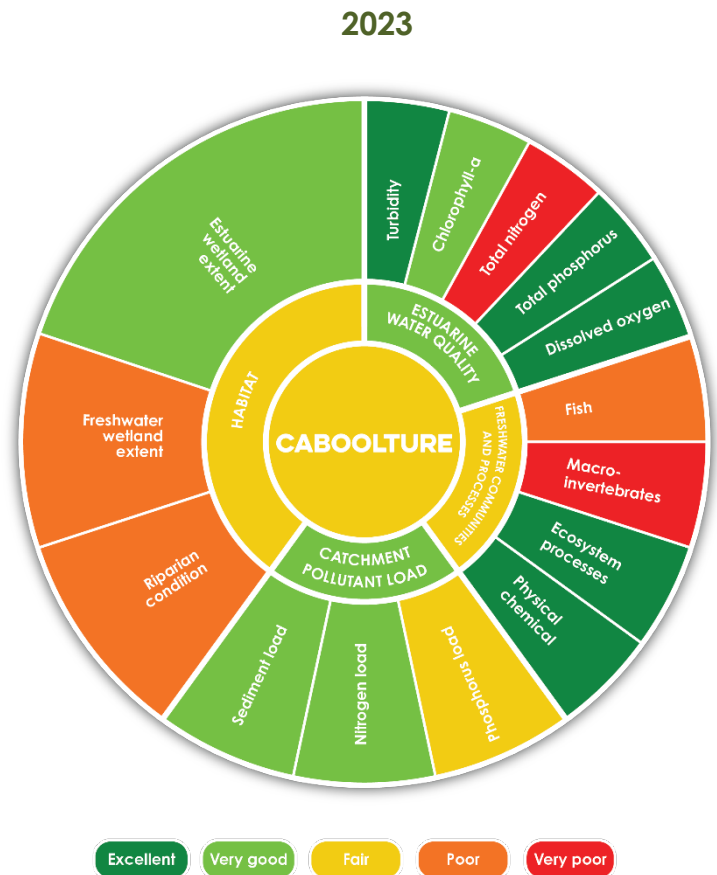 2023
Turbidity
Chlorophyll-a
Total nitrogen
Total phosphorus
Dissolved oxygen
Fish
Macro-
invertebrates
Ecosystem
processes
Physical
chemical
Phosphorus load
Nitrogen load
Sediment load
Riparian
condition
Freshwater
wetland
extent
Estuarine
wetland
extent
ESTUARINE
WATER QUALITY
FRESHWATER COMMUNITIES
AND PROCESSES
CATCHMENT
POLLUTANT LOAD
HABITAT
CABOOLTURE
Excellent
Very good
Fair
Poor
Very poor